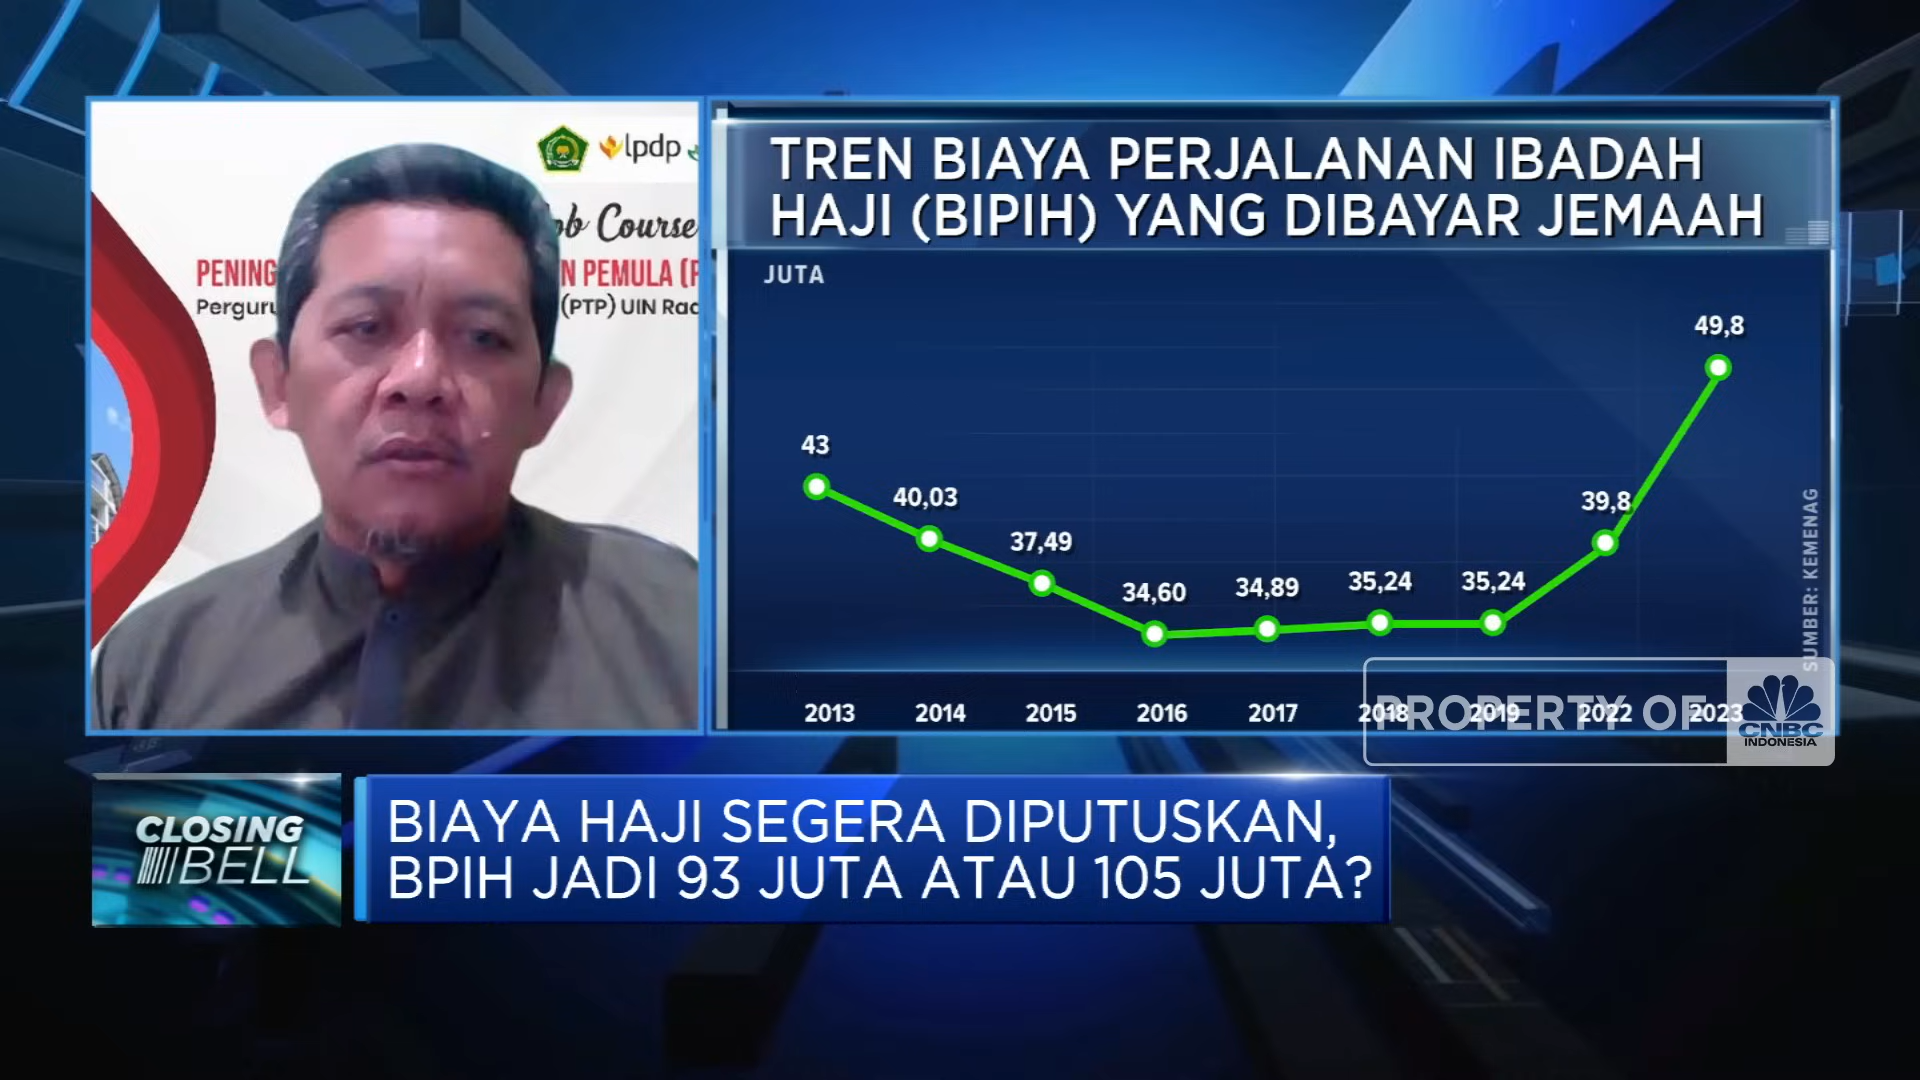 lpdp
ob Course
PENING N PEMULA (P
Perguru (PTP) UIN Rad
TREN BIAYA PERJALANAN IBADAH
HAJI (BIPIH) YANG DIBAYAR JEMAAH
JUTA
43
40,03
37,49
34,60
34,89
35,24
35,24
39,8
49,8
2013 2014 2015 2016 2017 2018 2019 2022 2023
SUMBER: KEMENAG
PROPERTY OF
CNBC
INDONESIA
CLOSING
BELL
BIAYA HAJI SEGERA DIPUTUSKAN,
BPIH JADI 93 JUTA ATAU 105 JUTA?